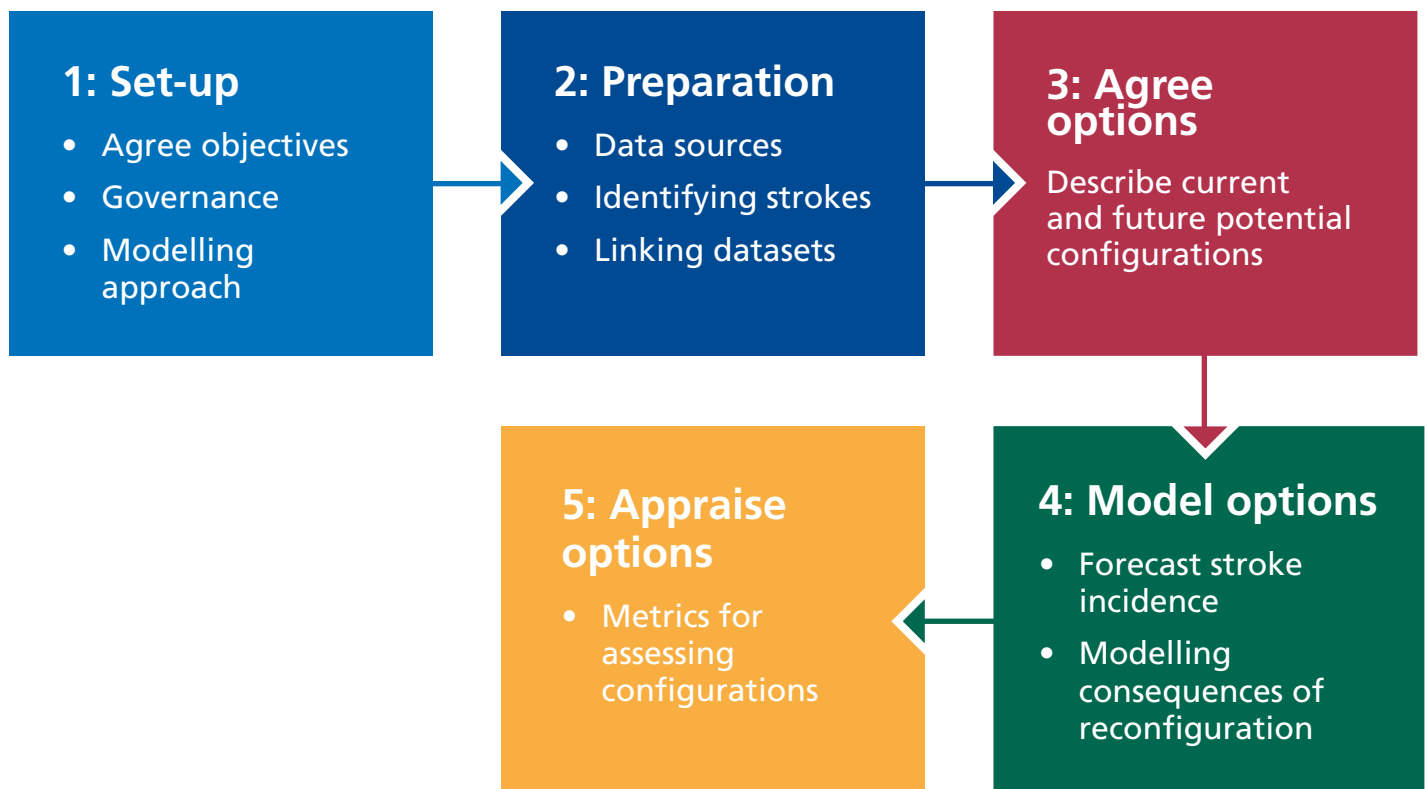 1: Set-up
• Agree objectives
• Governance
• Modelling
approach
2: Preparation
• Data sources
• Identifying strokes
• Linking datasets
3: Agree
options
Describe current
and future potential
configurations
4: Model options
• Forecast stroke
incidence
• Modelling
consequences of
reconfiguration
5: Appraise
options
• Metrics for
assessing
configurations